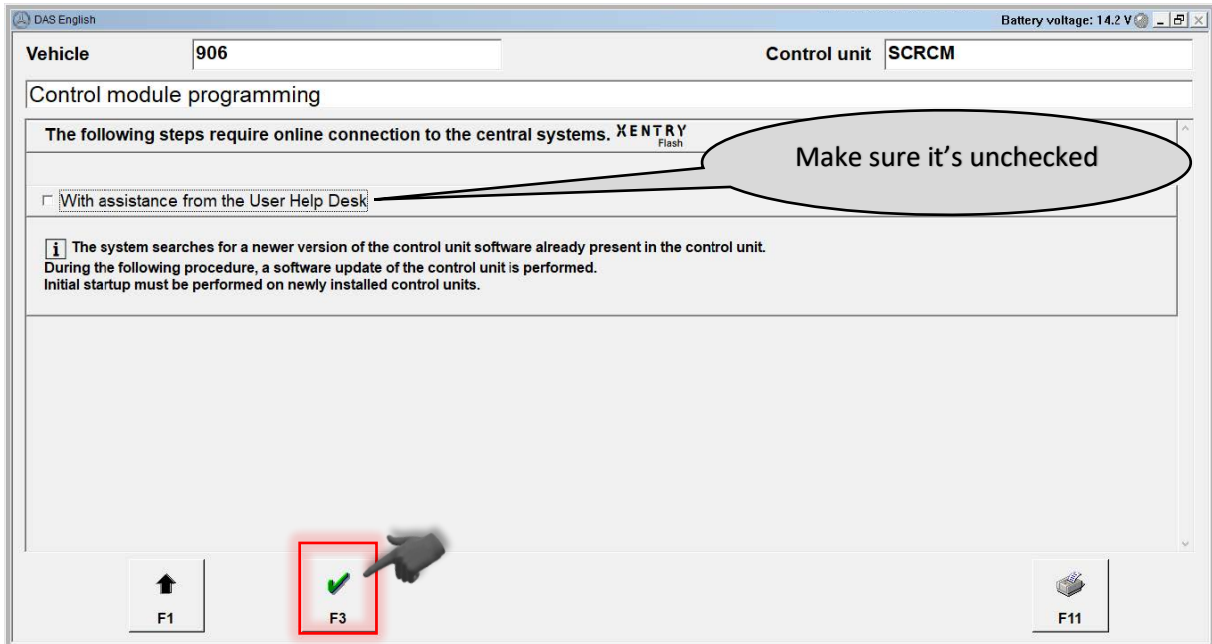 DAS English
Battery voltage: 14.2 V
Vehicle 906 Control unit SCRCM
Control module programming
The following steps require online connection to the central systems. XENTRY
Flash
Make sure it's unchecked
With assistance from the User Help Desk
i The system searches for a newer version of the control unit software already present in the control unit.
During the following procedure, a software update of the control unit is performed.
Initial startup must be performed on newly installed control units.
F1
F3
F11